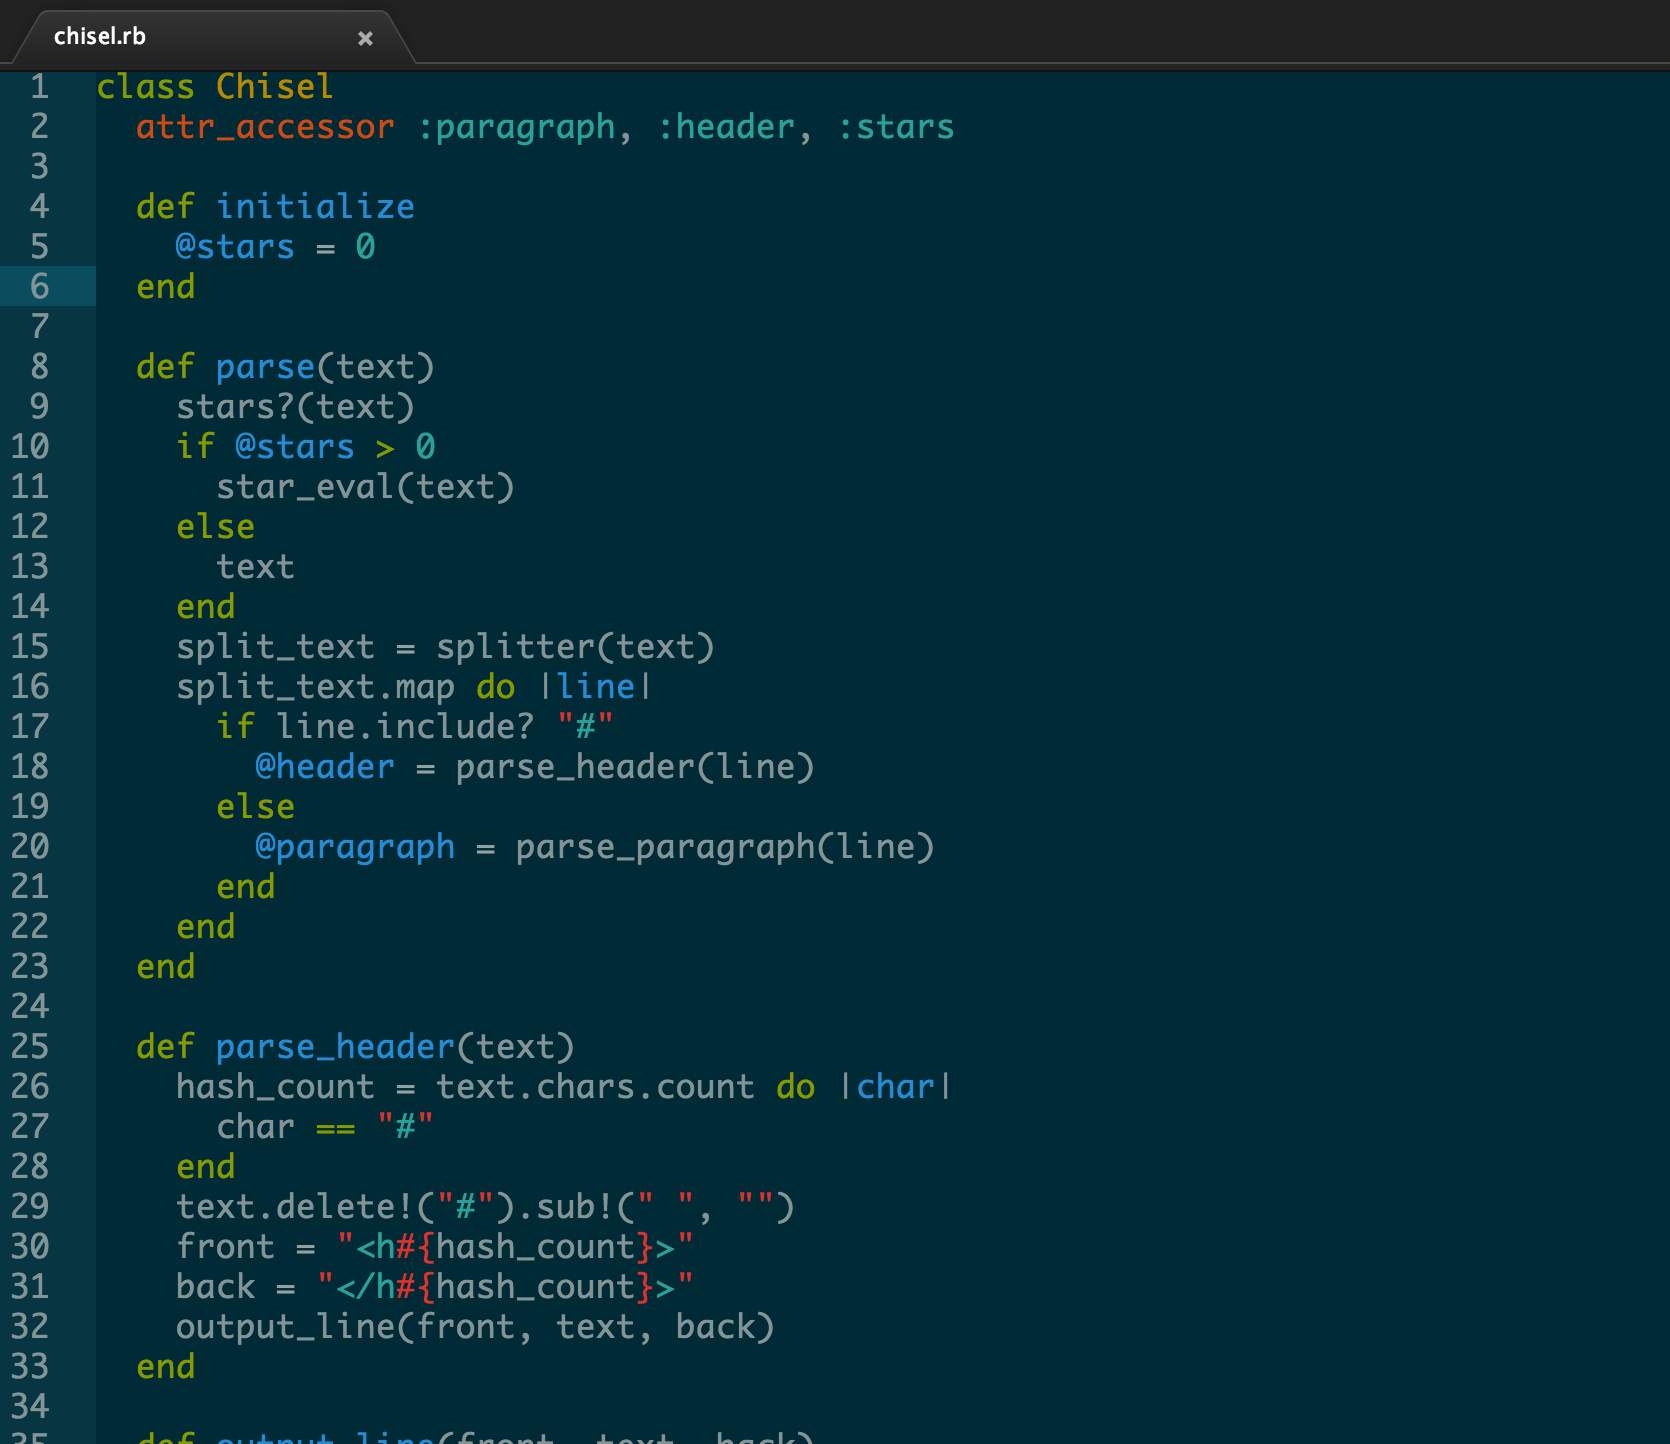 chisel.rb ×
1 class Chisel
2   attr_accessor :paragraph, :header, :stars
3
4   def initialize
5     @stars = 0
6   end
7
8   def parse(text)
9     stars?(text)
10     if @stars > 0
11       star_eval(text)
12     else
13       text
14     end
15     split_text = splitter(text)
16     split_text.map do |line|
17       if line.include? "#"
18         @header = parse_header(line)
19       else
20         @paragraph = parse_paragraph(line)
21       end
22     end
23   end
24
25   def parse_header(text)
26     hash_count = text.chars.count do |char|
27       char == "#"
28     end
29     text.delete!("#").sub!(" ", "")
30     front = "<h#{hash_count}>"
31     back = "</h#{hash_count}>"
32     output_line(front, text, back)
33   end
34
35   def output_line(front, text, back)